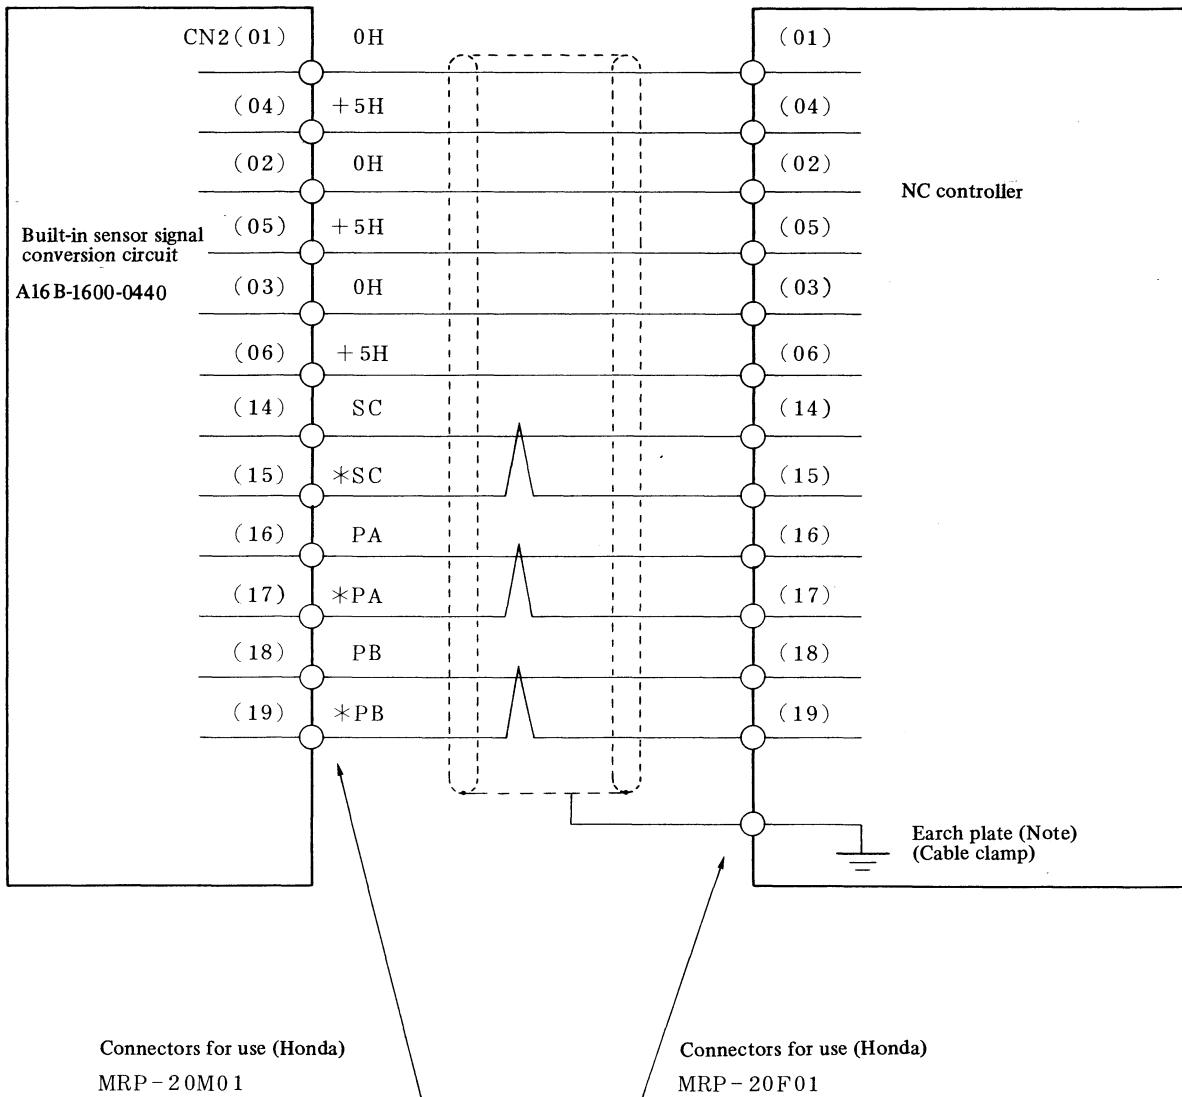 CN2(01) 0H (01)
(04) +5H (04)
(02) 0H (02)
NC controller
(05) +5H (05)
Built-in sensor signal
conversion circuit
A16B-1600-0440
(03) 0H (03)
(06) +5H (06)
(14) SC (14)
(15) *SC (15)
(16) PA (16)
(17) *PA (17)
(18) PB (18)
(19) *PB (19)
Earch plate (Note)
(Cable clamp)
Connectors for use (Honda)
MRP-20M01
Connectors for use (Honda)
MRP-20F01